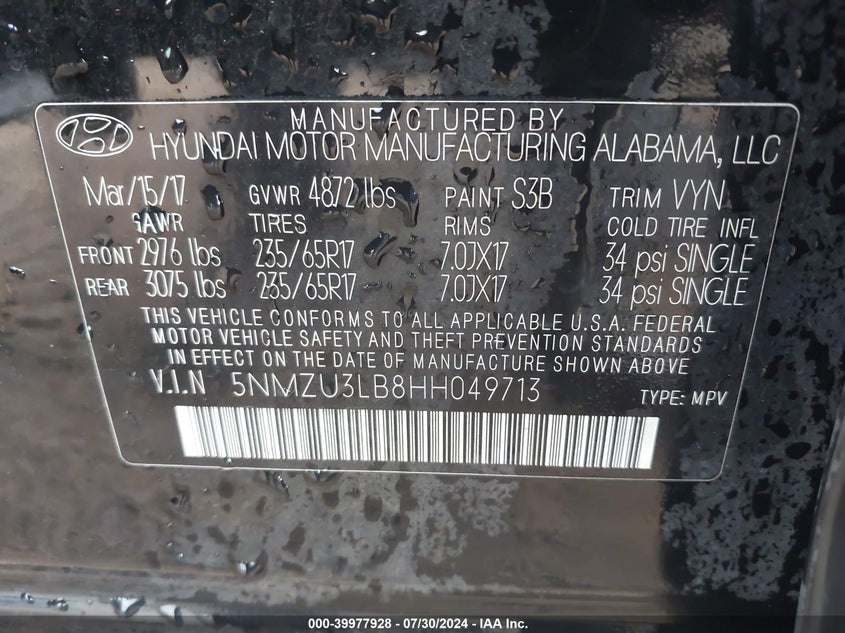 MANUFACTURED BY
HYUNDAI MOTOR MANUFACTURING ALABAMA, LLC
Mar/15/17 GVWR 4872 lbs PAINT S3B TRIM VYN
GAWR TIRES RIMS COLD TIRE INFL
FRONT 2976 lbs 235/65R17 7.0JX17 34 psi SINGLE
REAR 3075 lbs 235/65R17 7.0JX17 34 psi SINGLE
THIS VEHICLE CONFORMS TO ALL APPLICABLE U.S.A. FEDERAL
MOTOR VEHICLE SAFETY AND THEFT PREVENTION STANDARDS
IN EFFECT ON THE DATE OF MANUFACTURE SHOWN ABOVE
V.I.N 5NMZU3LB8HH049713 TYPE: MPV
000-39977928 - 07/30/2024 - IAA Inc.